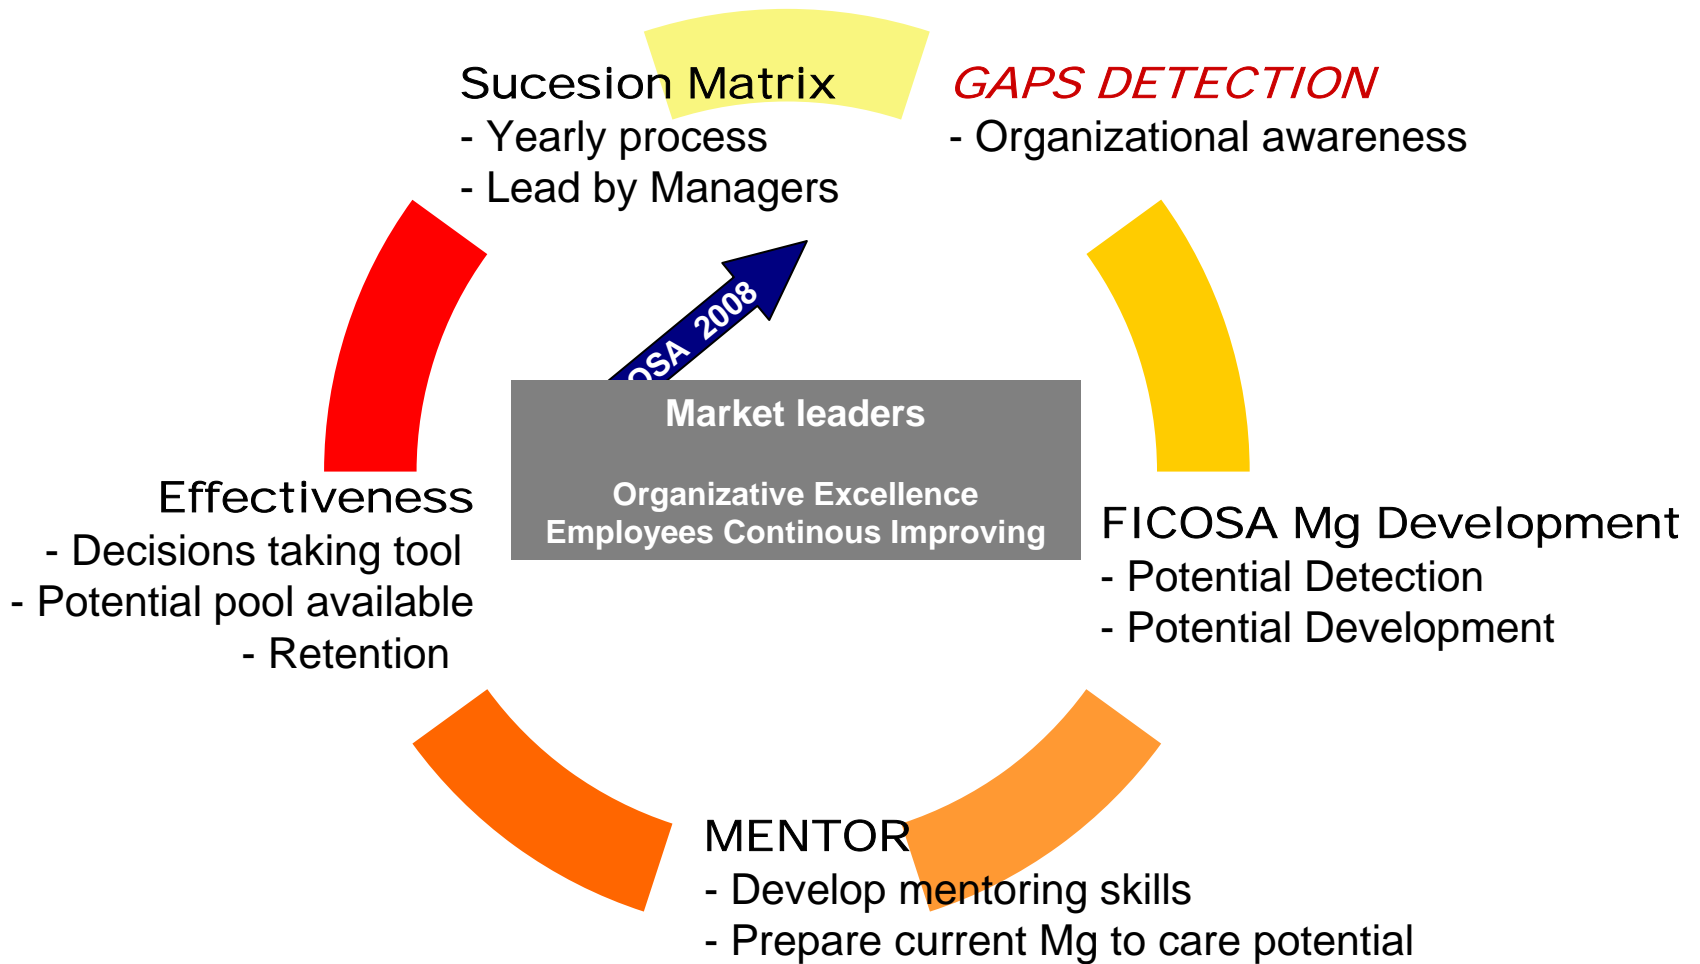 Sucesion Matrix
- Yearly process
- Lead by Managers
GAPS DETECTION
- Organizational awareness
OSA 2008
Market leaders
Organizative Excellence
Employees Continous Improving
Effectiveness
- Decisions taking tool
- Potential pool available
- Retention
FICOSA Mg Development
- Potential Detection
- Potential Development
MENTOR
- Develop mentoring skills
- Prepare current Mg to care potential